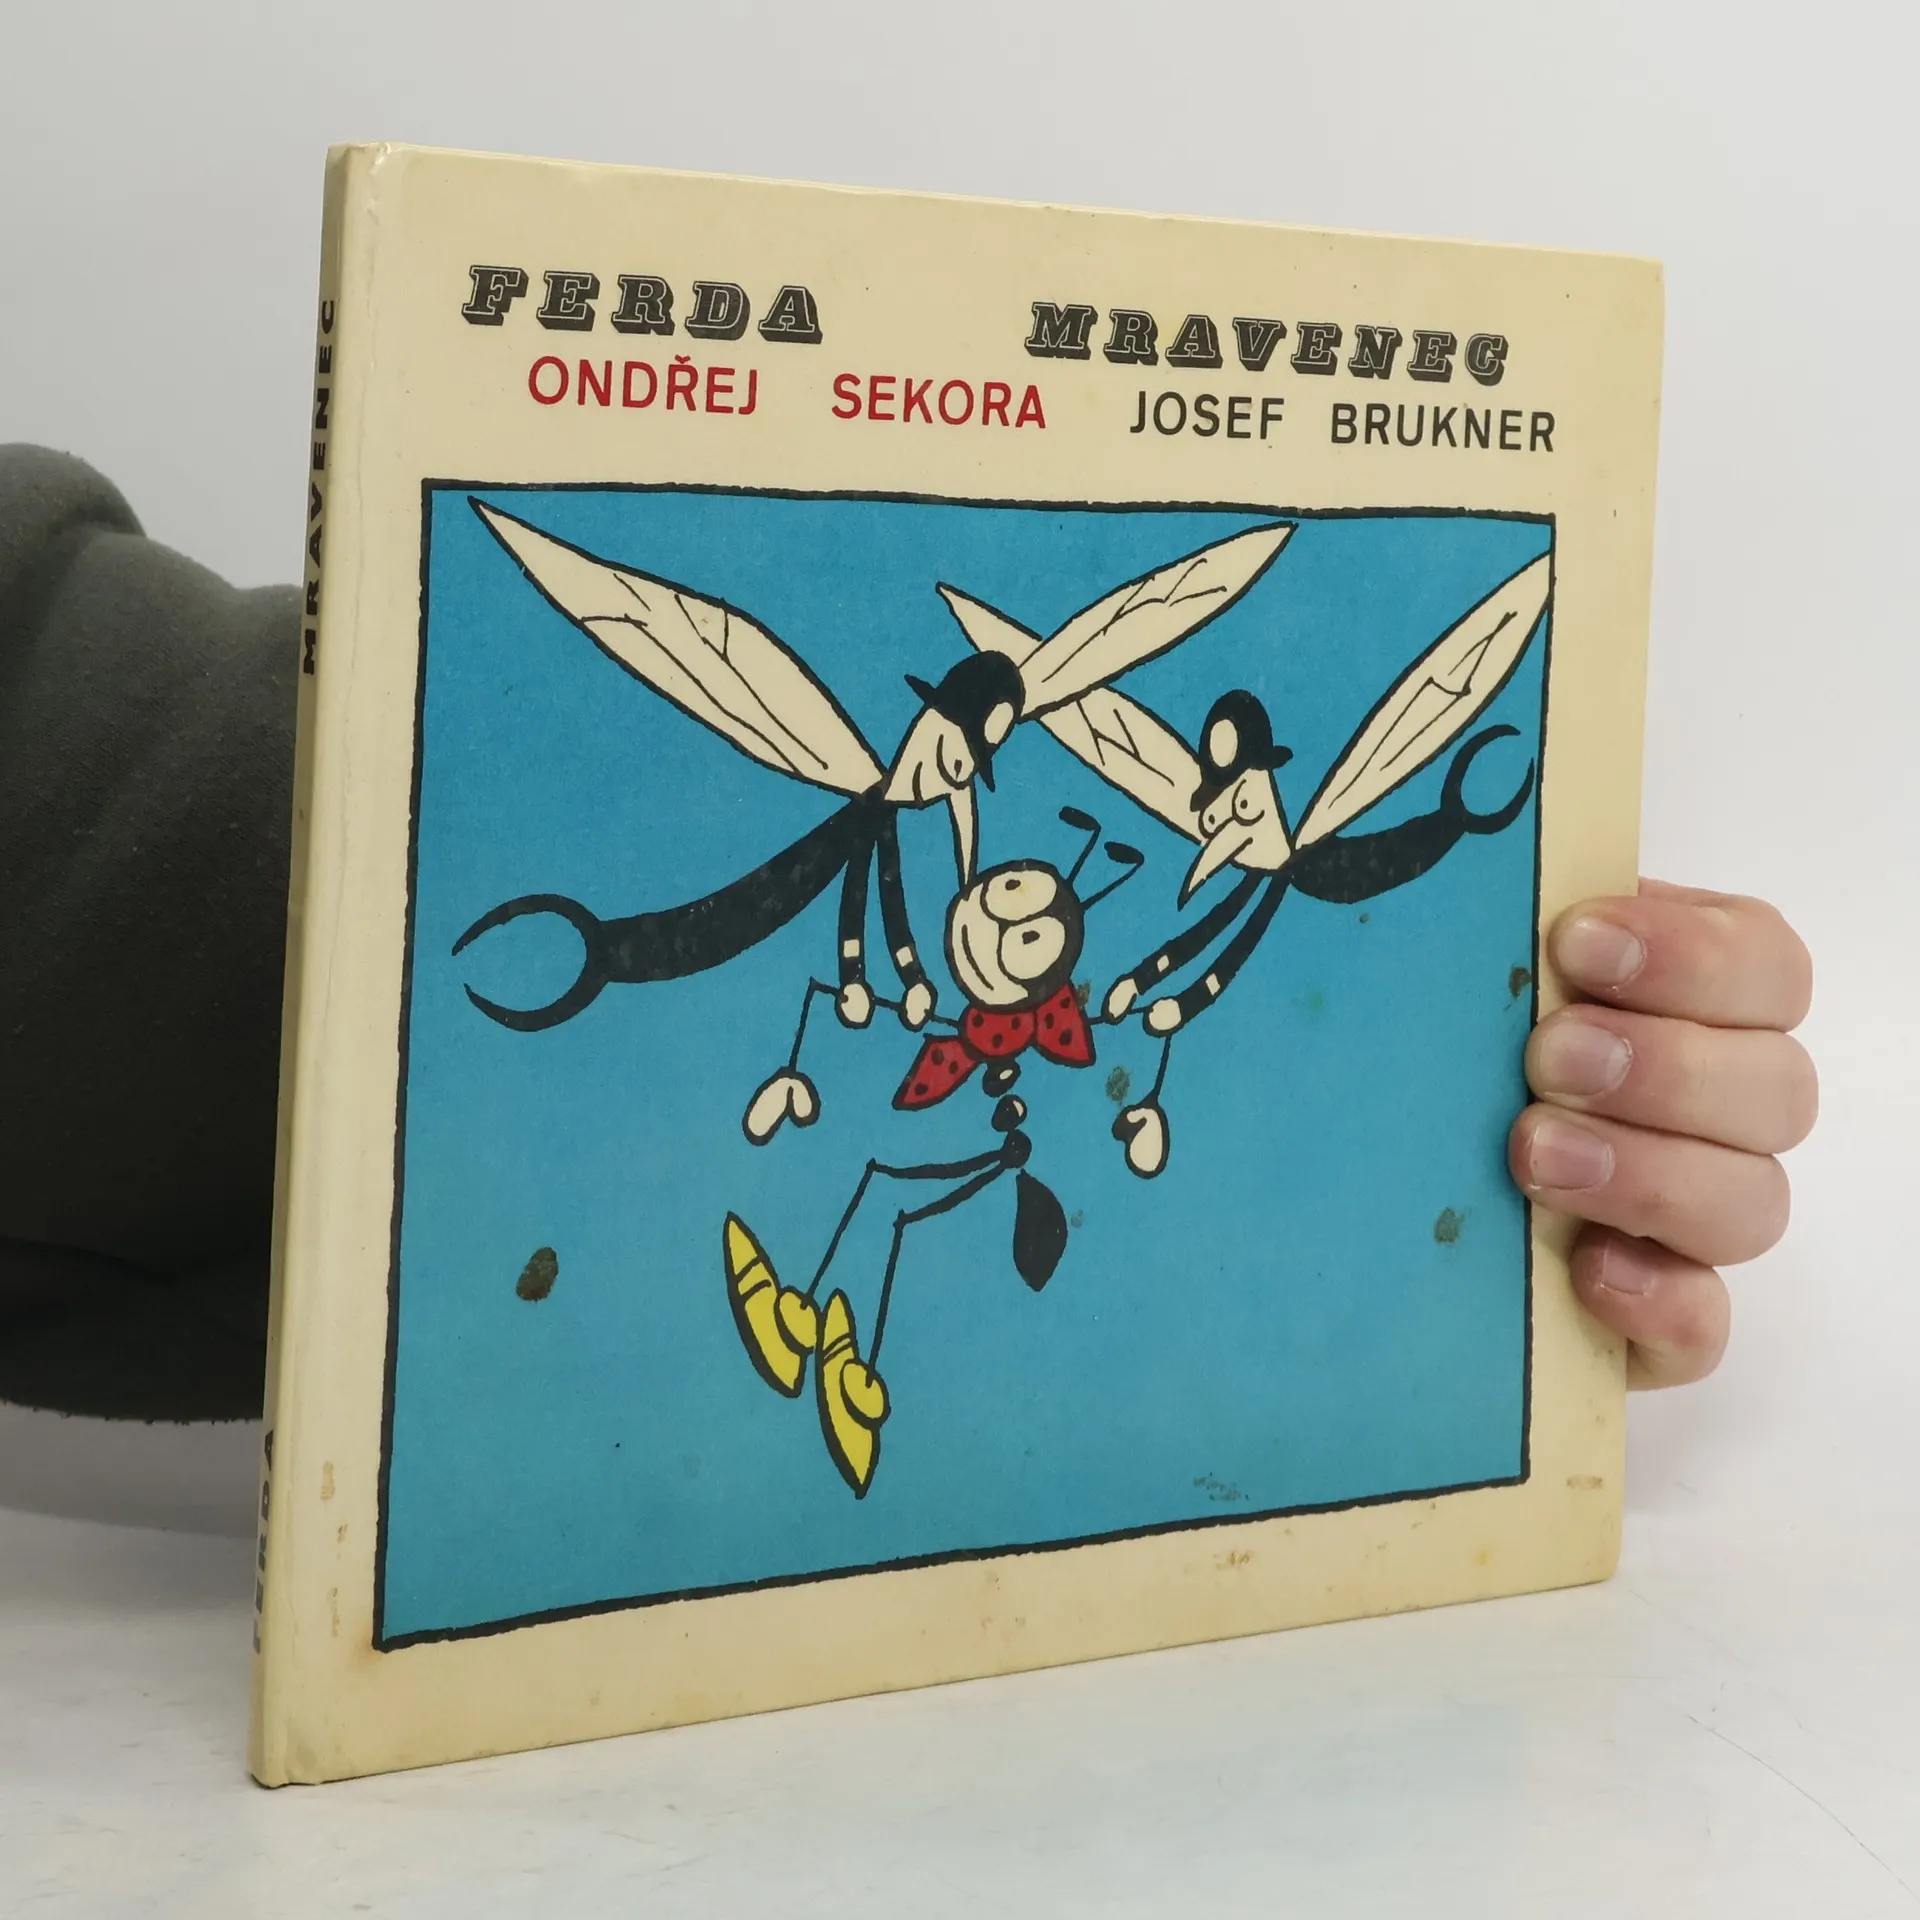 FERDA MRAVENEC
ONDŘEJ SEKORA JOSEF BRUKNER
FERDA MRAVENEC